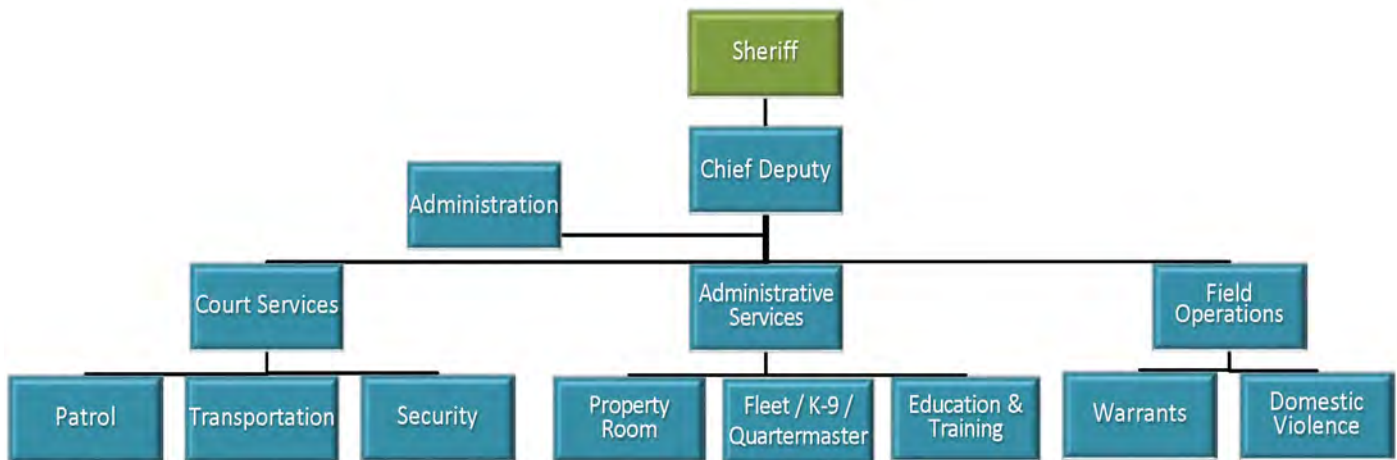 Sheriff
Chief Deputy
Administration
Court Services
Administrative
Services
Field
Operations
Patrol
Transportation
Security
Property
Room
Fleet / K-9 /
Quartermaster
Education &
Training
Warrants
Domestic
Violence